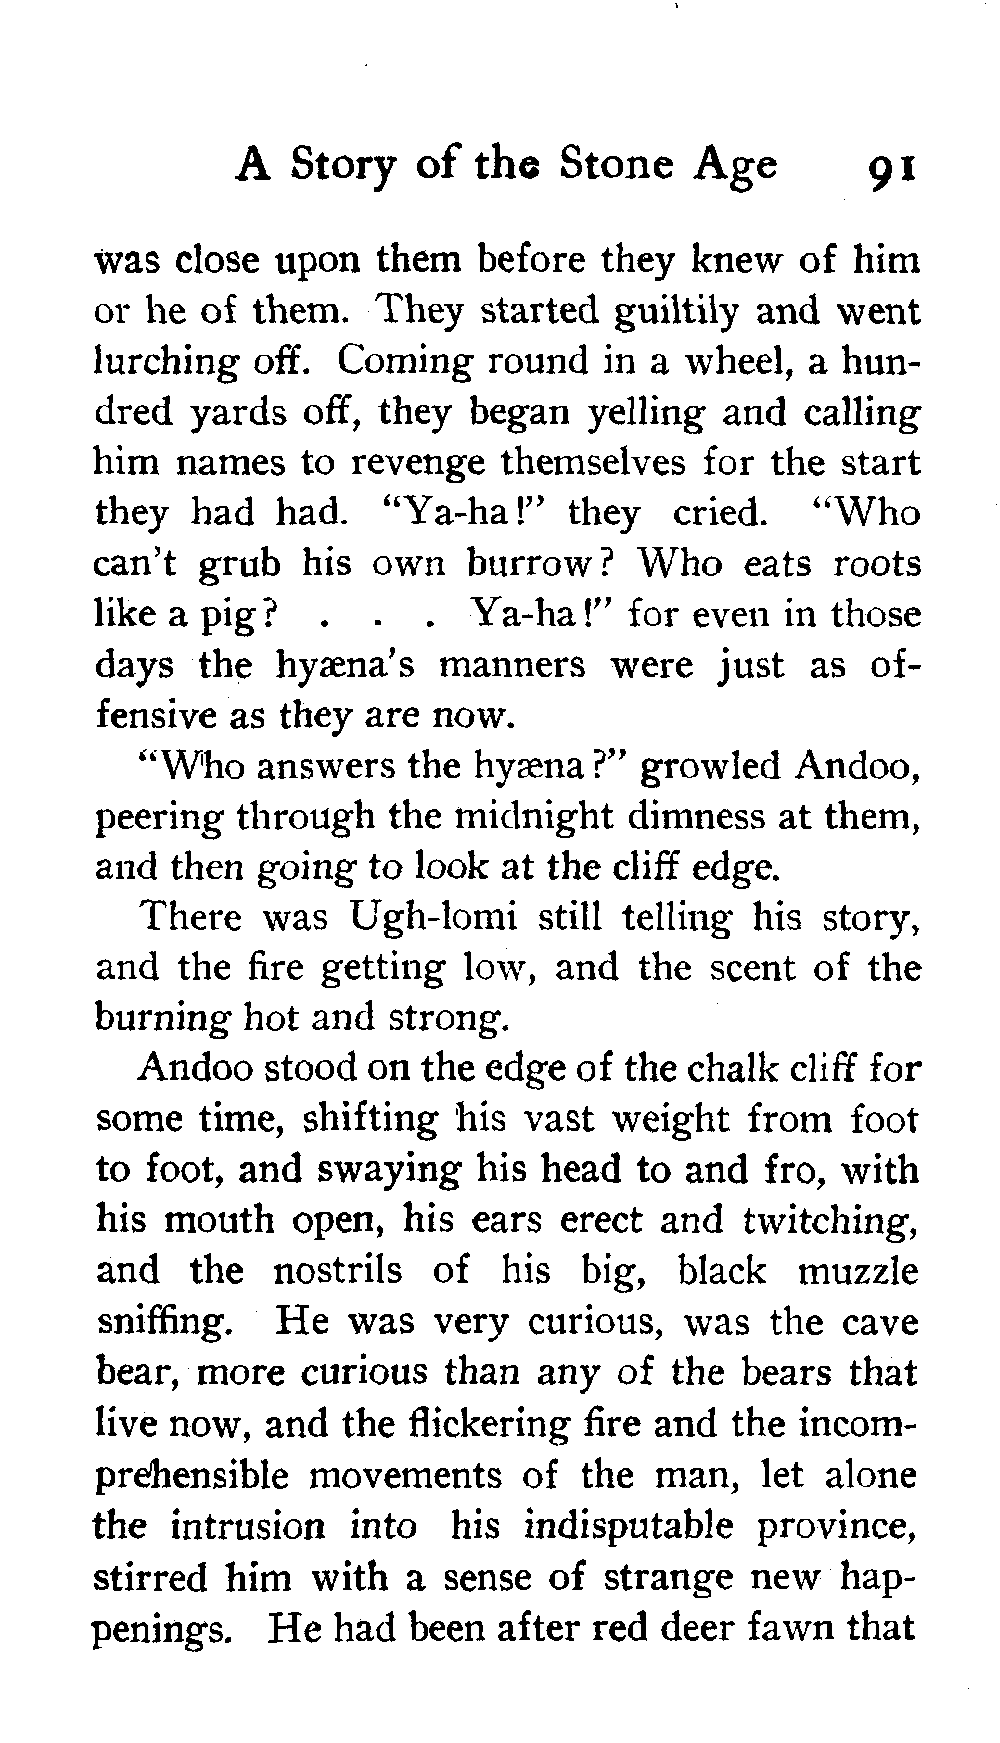 A Story of the Stone Age 91
was close upon them before they knew of him
or he of them. They started guiltily and went
lurching off. Coming round in a wheel, a hun-
dred yards off, they began yelling and calling
him names to revenge themselves for the start
they had had. “Ya-ha!” they cried. “Who
can't grub his own burrow? Who eats roots
like a pig? . . . Ya-ha!” for even in those
days the hyæna's manners were just as of-
fensive as they are now.
“Who answers the hyæna?” growled Andoo,
peering through the midnight dimness at them,
and then going to look at the cliff edge.
There was Ugh-lomi still telling his story,
and the fire getting low, and the scent of the
burning hot and strong.
Andoo stood on the edge of the chalk cliff for
some time, shifting his vast weight from foot
to foot, and swaying his head to and fro, with
his mouth open, his ears erect and twitching,
and the nostrils of his big, black muzzle
sniffing. He was very curious, was the cave
bear, more curious than any of the bears that
live now, and the flickering fire and the incom-
prehensible movements of the man, let alone
the intrusion into his indisputable province,
stirred him with a sense of strange new hap-
penings. He had been after red deer fawn that